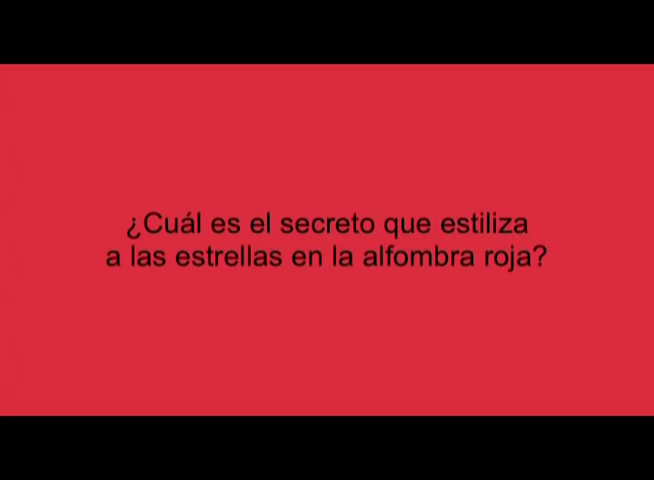 ¿Cuál es el secreto que estiliza
a las estrellas en la alfombra roja?